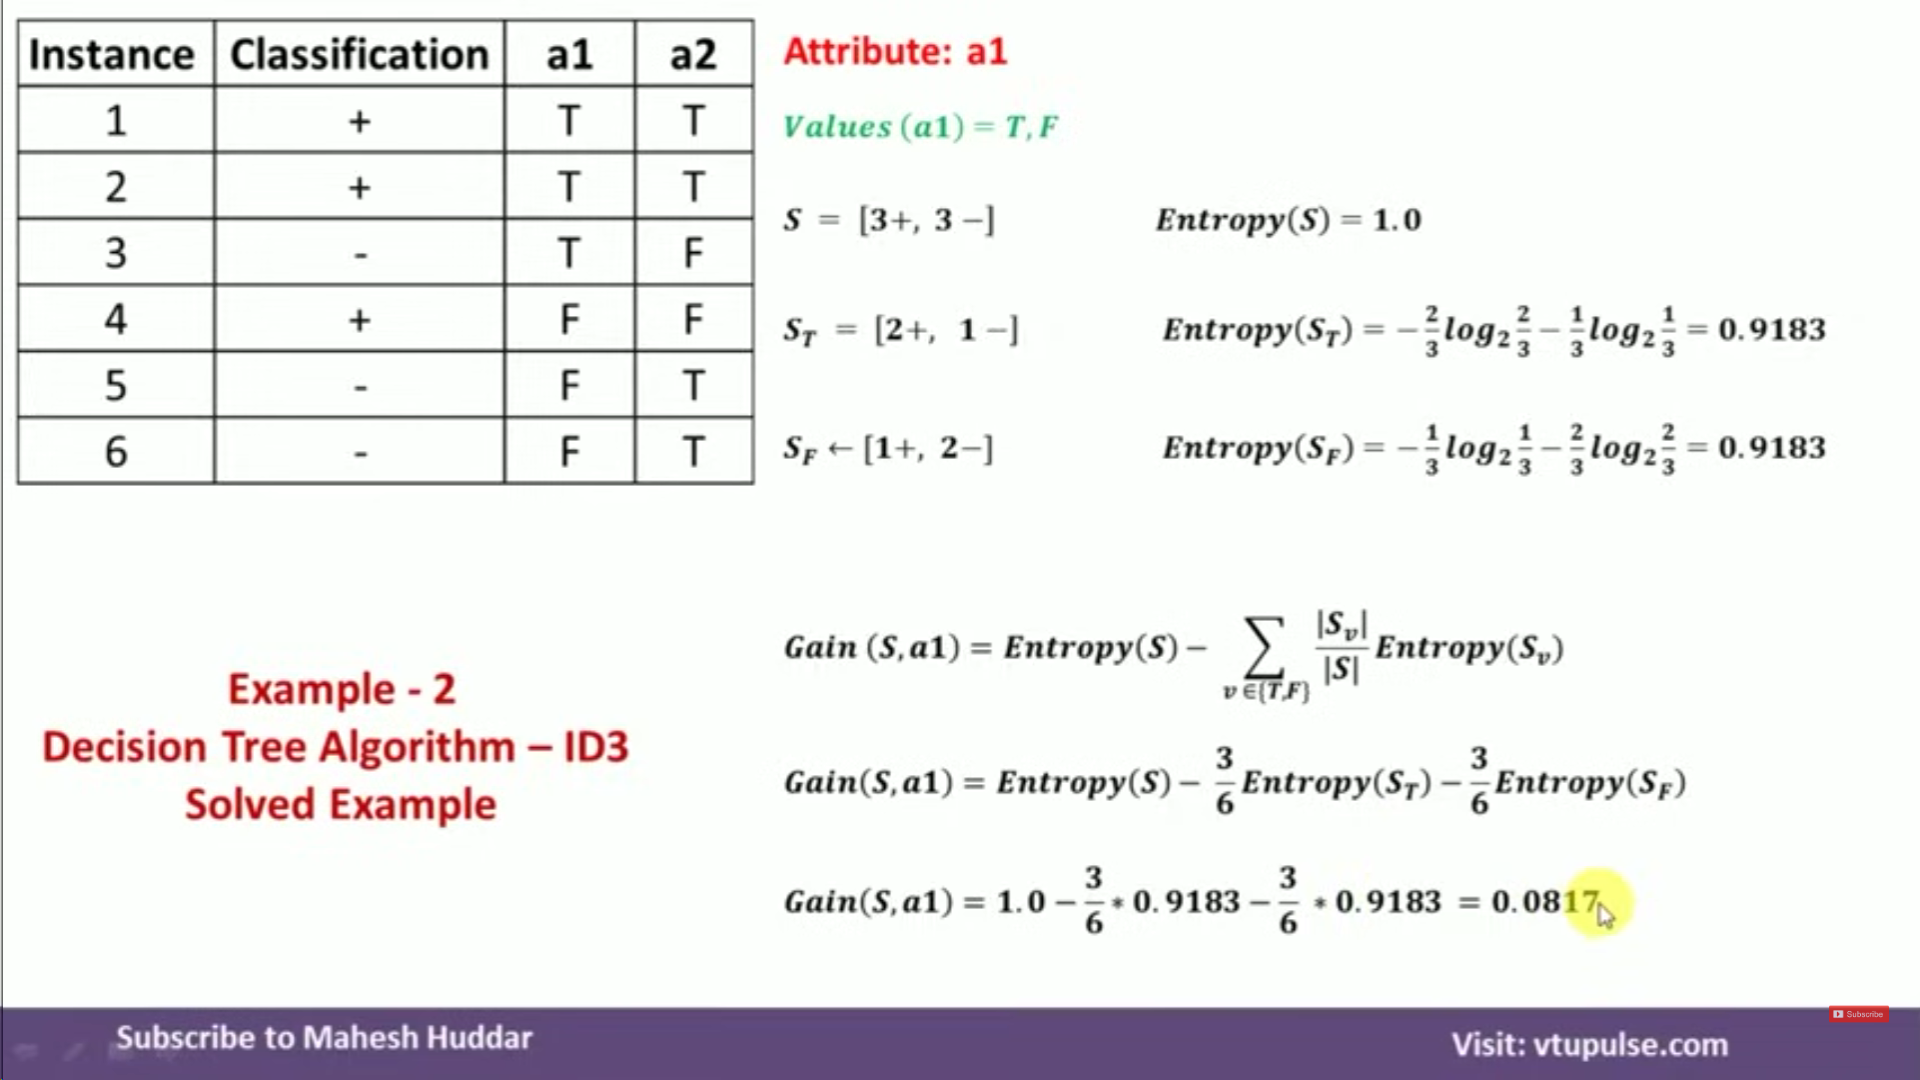 Instance Classification a1 a2
1 + T T
2 + T T
3 - T F
4 + F F
5 - F T
6 - F T
Attribute: a1
Values (a1) = T, F
S = [3+, 3 −] Entropy(S) = 1.0
S_T = [2+, 1 −] Entropy(S_T) = −2/3 log₂ 2/3 − 1/3 log₂ 1/3 = 0.9183
S_F ← [1+, 2−] Entropy(S_F) = −1/3 log₂ 1/3 − 2/3 log₂ 2/3 = 0.9183
Gain (S, a1) = Entropy(S) − ∑ v ∈{T,F} |S_v|/|S| Entropy(S_v)
Gain(S, a1) = Entropy(S) − 3/6 Entropy(S_T) − 3/6 Entropy(S_F)
Gain(S, a1) = 1.0 − 3/6 * 0.9183 − 3/6 * 0.9183 = 0.0817
Example - 2
Decision Tree Algorithm – ID3
Solved Example
Subscribe to Mahesh Huddar
Subscribe
Visit: vtupulse.com